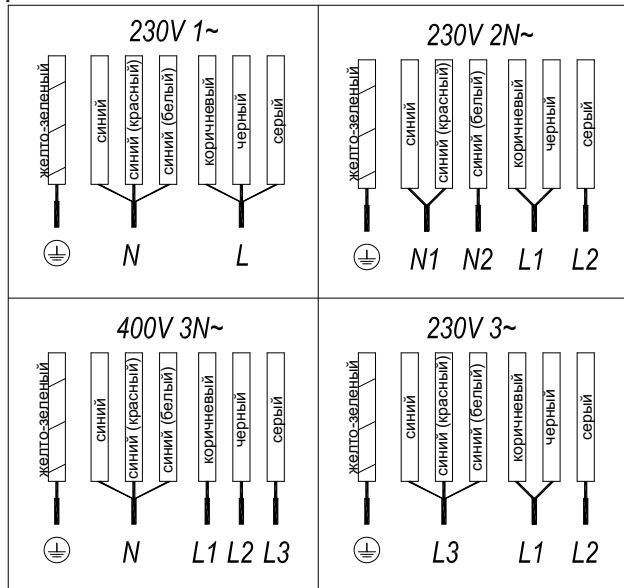 230V 1~
желто-зеленый
синий
синий (красный)
синий (белый)
коричневый
черный
серый
N
L
230V 2N~
желто-зеленый
синий
синий (красный)
синий (белый)
коричневый
черный
серый
N1
N2
L1
L2
400V 3N~
желто-зеленый
синий
синий (красный)
синий (белый)
коричневый
черный
серый
N
L1
L2
L3
230V 3~
желто-зеленый
синий
синий (красный)
синий (белый)
коричневый
черный
серый
L3
L1
L2